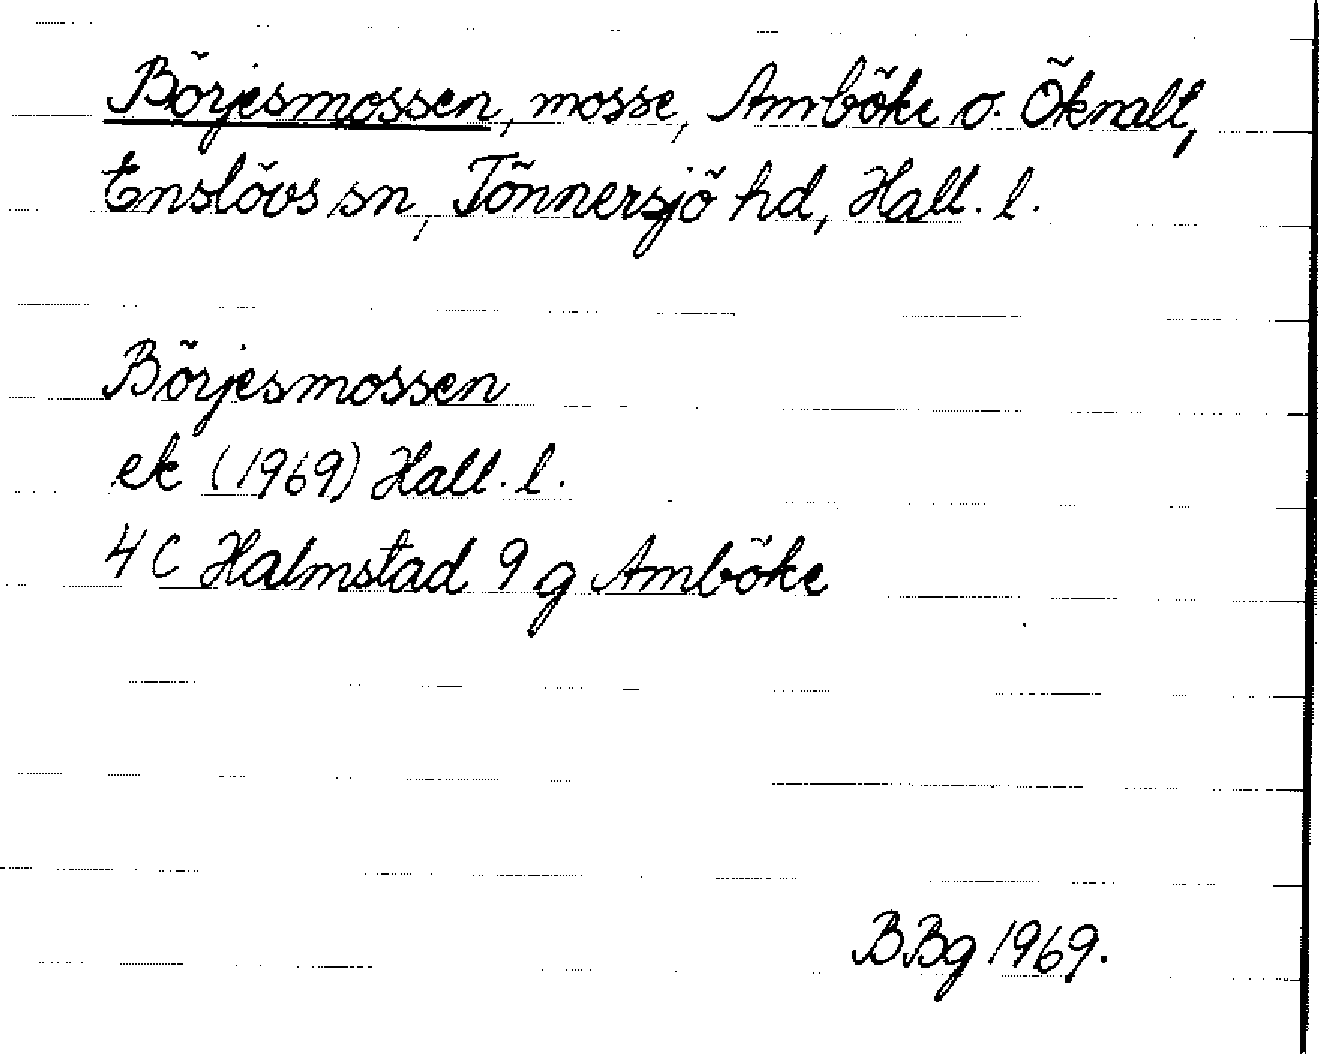 Börjesmossen, mosse, Amböke o. Öknalt,
Enslövs sn, Tönnersjö hd, Hall. l.
Börjesmossen
ek (1969) Hall. l.
4 C Halmstad 9 g Amböke
BBg 1969.